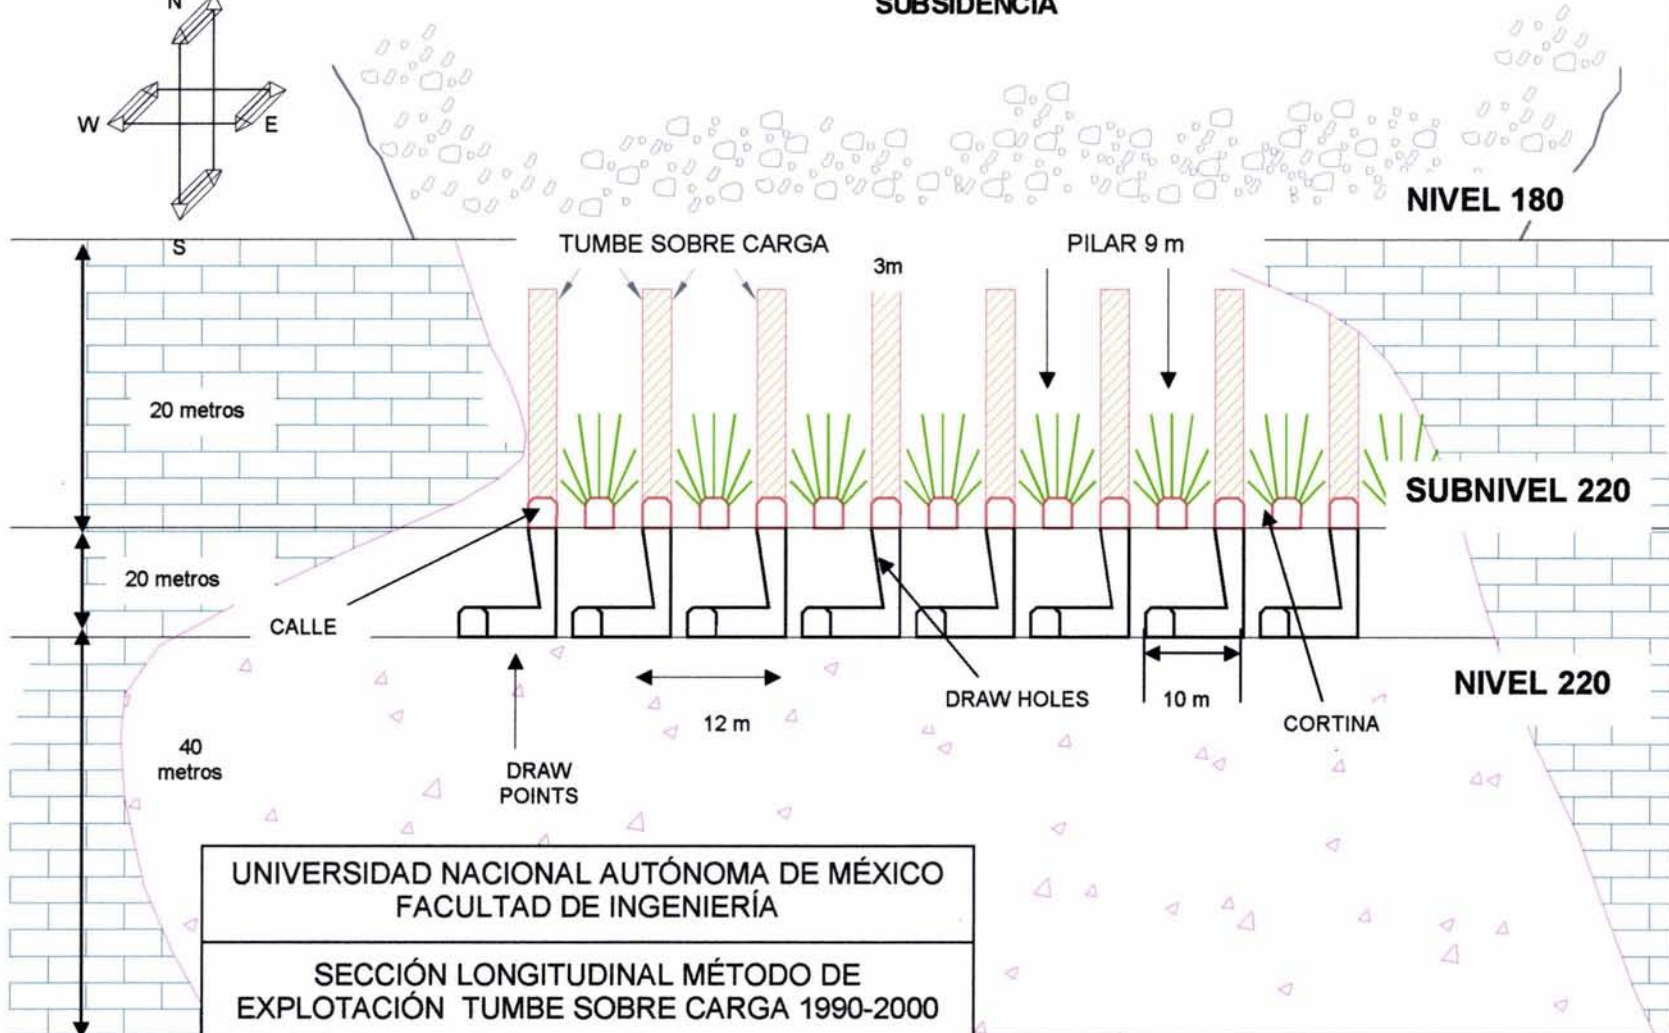 SUBSIDENCIA
N
W
E
S
NIVEL 180
TUMBE SOBRE CARGA
3m
PILAR 9 m
20 metros
SUBNIVEL 220
20 metros
CALLE
NIVEL 220
DRAW HOLES
10 m
CORTINA
12 m
40
metros
DRAW
POINTS
UNIVERSIDAD NACIONAL AUTÓNOMA DE MÉXICO
FACULTAD DE INGENIERÍA
SECCIÓN LONGITUDINAL MÉTODO DE
EXPLOTACIÓN TUMBE SOBRE CARGA 1990-2000